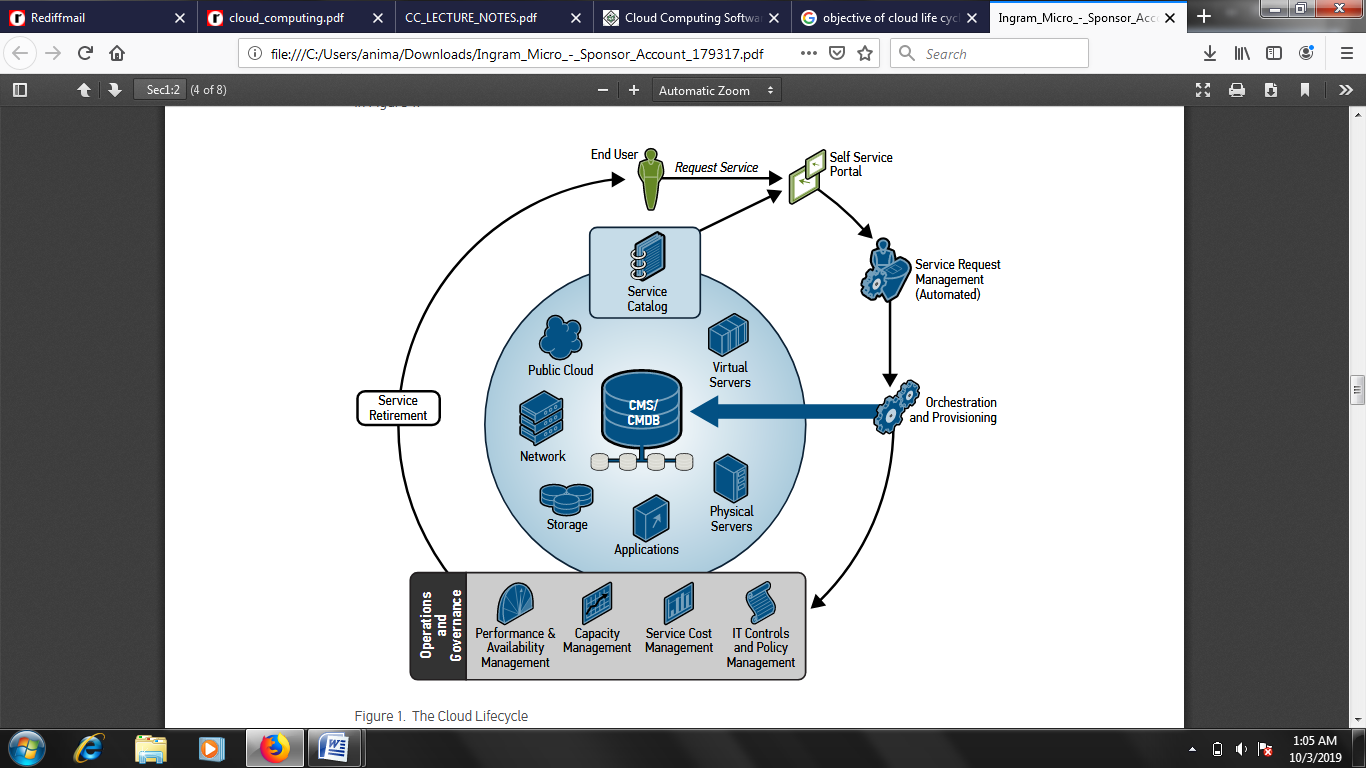 Rediffmail
cloud_computing.pdf
CC_LECTURE_NOTES.pdf
Cloud Computing Softwa
objective of cloud life cyc
Ingram_Micro_-_Sponsor_Acc
file:///C:/Users/anima/Downloads/Ingram_Micro_-_Sponsor_Account_179317.pdf
Search
Sec1:2
(4 of 8)
Automatic Zoom
End User
Request Service
Self Service
Portal
Service Request
Management
(Automated)
Service
Catalog
Public Cloud
Virtual
Servers
Service
Retirement
CMS/
CMDB
Orchestration
and Provisioning
Network
Storage
Applications
Physical
Servers
Operations
and
Governance
Performance &
Availability
Management
Capacity
Management
Service Cost
Management
IT Controls
and Policy
Management
Figure 1. The Cloud Lifecycle
1:05 AM
10/3/2019